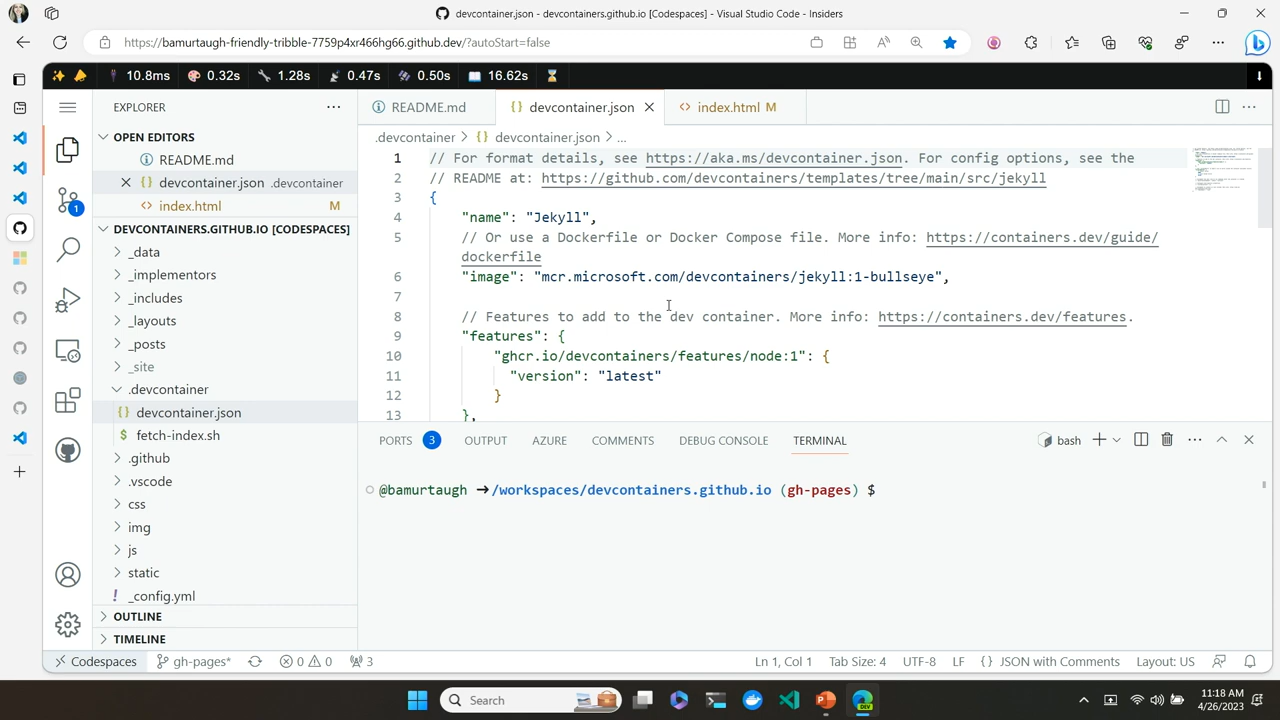 devcontainer.json - devcontainers.github.io [Codespaces] - Visual Studio Code - Insiders
https://bamurtaugh-friendly-tribble-7759p4xr466hg66.github.dev/?autoStart=false
10.8ms 0.32s 1.28s 0.47s 0.50s 16.62s
EXPLORER
README.md
devcontainer.json
index.html M
OPEN EDITORS
README.md
devcontainer.json .devcontainer
index.html M
DEVCONTAINERS.GITHUB.IO [CODESPACES]
_data
_implementors
_includes
_layouts
_posts
_site
.devcontainer
devcontainer.json
$ fetch-index.sh
.github
.vscode
css
img
js
static
! _config.yml
OUTLINE
TIMELINE
1
.devcontainer > {} devcontainer.json > ...
1 // For format details, see https://aka.ms/devcontainer.json. For config options, see the
2 // README at: https://github.com/devcontainers/templates/tree/main/src/jekyll
3 {
4 "name": "Jekyll",
5 // Or use a Dockerfile or Docker Compose file. More info: https://containers.dev/guide/
dockerfile
6 "image": "mcr.microsoft.com/devcontainers/jekyll:1-bullseye",
7
8 // Features to add to the dev container. More info: https://containers.dev/features.
9 "features": {
10 "ghcr.io/devcontainers/features/node:1": {
11 "version": "latest"
12 }
13 },
PORTS 3 OUTPUT AZURE COMMENTS DEBUG CONSOLE TERMINAL bash
@bamurtaugh ➜/workspaces/devcontainers.github.io (gh-pages) $
Codespaces gh-pages* 0 0 3 Ln 1, Col 1 Tab Size: 4 UTF-8 LF {} JSON with Comments Layout: US
Search
DEV
11:18 AM
4/26/2023